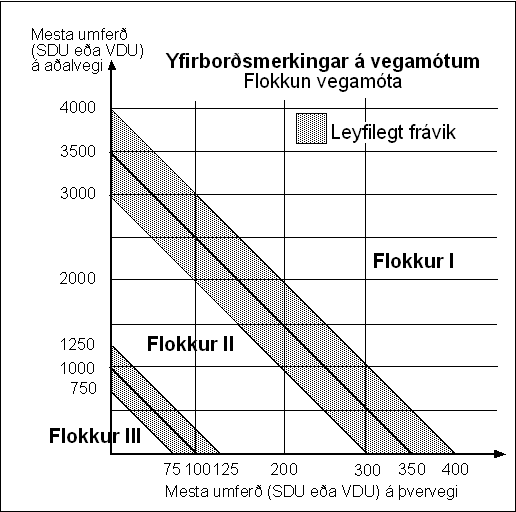 Mesta umferð
(SDU eða VDU)
á aðalvegi
Yfirborðsmerkingar á vegamótum
Flokkun vegamóta
Leyfilegt frávik
4000
3500
3000
2000
1250
1000
750
Flokkur I
Flokkur II
Flokkur III
75 100 125 200 300 350 400
Mesta umferð (SDU eða VDU) á þvervegi